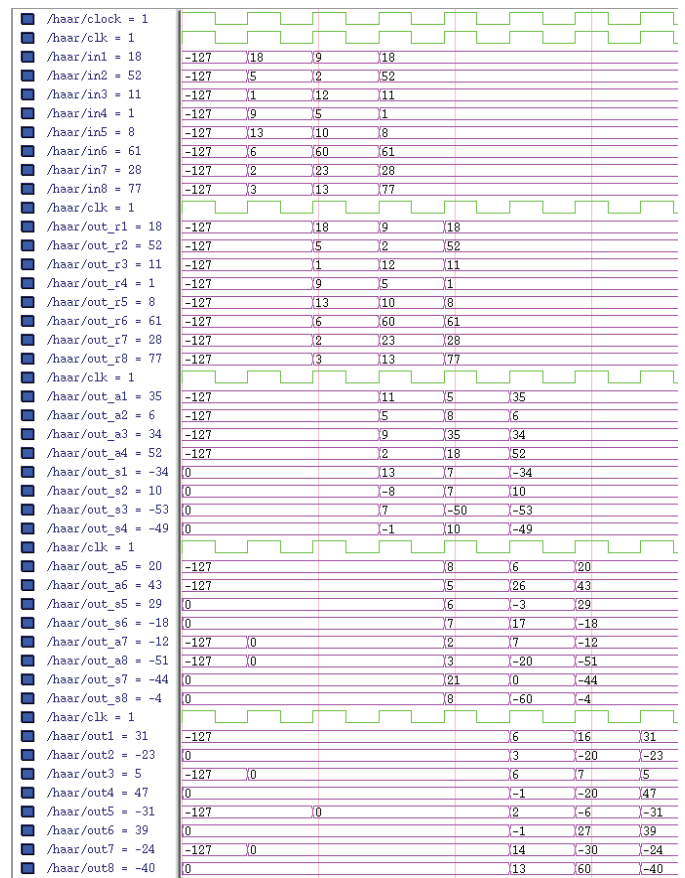 /haar/clock = 1
/haar/clk = 1
/haar/in1 = 18 -127 18 9 18
/haar/in2 = 52 -127 5 2 52
/haar/in3 = 11 -127 1 12 11
/haar/in4 = 1 -127 9 5 1
/haar/in5 = 8 -127 13 10 8
/haar/in6 = 61 -127 6 60 61
/haar/in7 = 28 -127 2 23 28
/haar/in8 = 77 -127 3 13 77
/haar/clk = 1
/haar/out_r1 = 18 -127 18 9 18
/haar/out_r2 = 52 -127 5 2 52
/haar/out_r3 = 11 -127 1 12 11
/haar/out_r4 = 1 -127 9 5 1
/haar/out_r5 = 8 -127 13 10 8
/haar/out_r6 = 61 -127 6 60 61
/haar/out_r7 = 28 -127 2 23 28
/haar/out_r8 = 77 -127 3 13 77
/haar/clk = 1
/haar/out_a1 = 35 -127 11 5 35
/haar/out_a2 = 6 -127 5 8 6
/haar/out_a3 = 34 -127 9 35 34
/haar/out_a4 = 52 -127 2 18 52
/haar/out_s1 = -34 0 13 7 -34
/haar/out_s2 = 10 0 -8 7 10
/haar/out_s3 = -53 0 7 -50 -53
/haar/out_s4 = -49 0 -1 10 -49
/haar/clk = 1
/haar/out_a5 = 20 -127 8 6 20
/haar/out_a6 = 43 -127 5 26 43
/haar/out_s5 = 29 0 6 -3 29
/haar/out_s6 = -18 0 7 17 -18
/haar/out_a7 = -12 -127 0 2 7 -12
/haar/out_a8 = -51 -127 0 3 -20 -51
/haar/out_s7 = -44 0 21 0 -44
/haar/out_s8 = -4 0 8 -60 -4
/haar/clk = 1
/haar/out1 = 31 -127 6 16 31
/haar/out2 = -23 0 3 -20 -23
/haar/out3 = 5 -127 0 6 7 5
/haar/out4 = 47 0 -1 -20 47
/haar/out5 = -31 -127 0 2 -6 -31
/haar/out6 = 39 0 -1 27 39
/haar/out7 = -24 -127 0 14 -30 -24
/haar/out8 = -40 0 13 60 -40